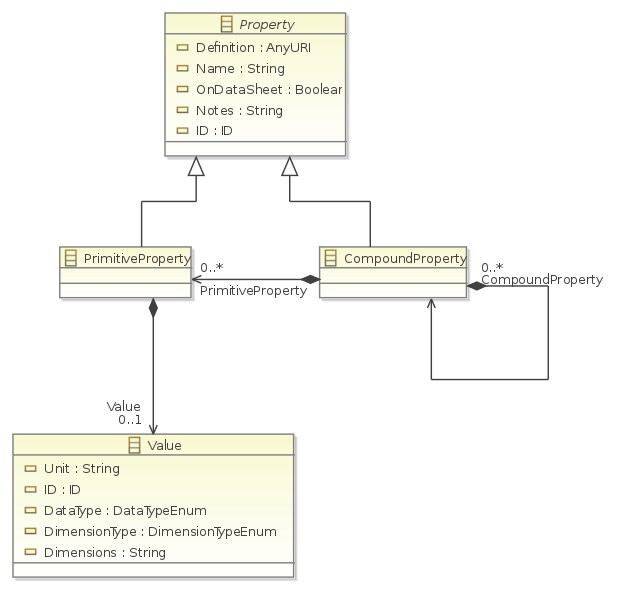 Property
Definition : AnyURI
Name : String
OnDataSheet : Boolear
Notes : String
ID : ID
PrimitiveProperty
CompoundProperty
0..*
PrimitiveProperty
0..*
CompoundProperty
Value
0..1
Value
Unit : String
ID : ID
DataType : DataTypeEnum
DimensionType : DimensionTypeEnum
Dimensions : String